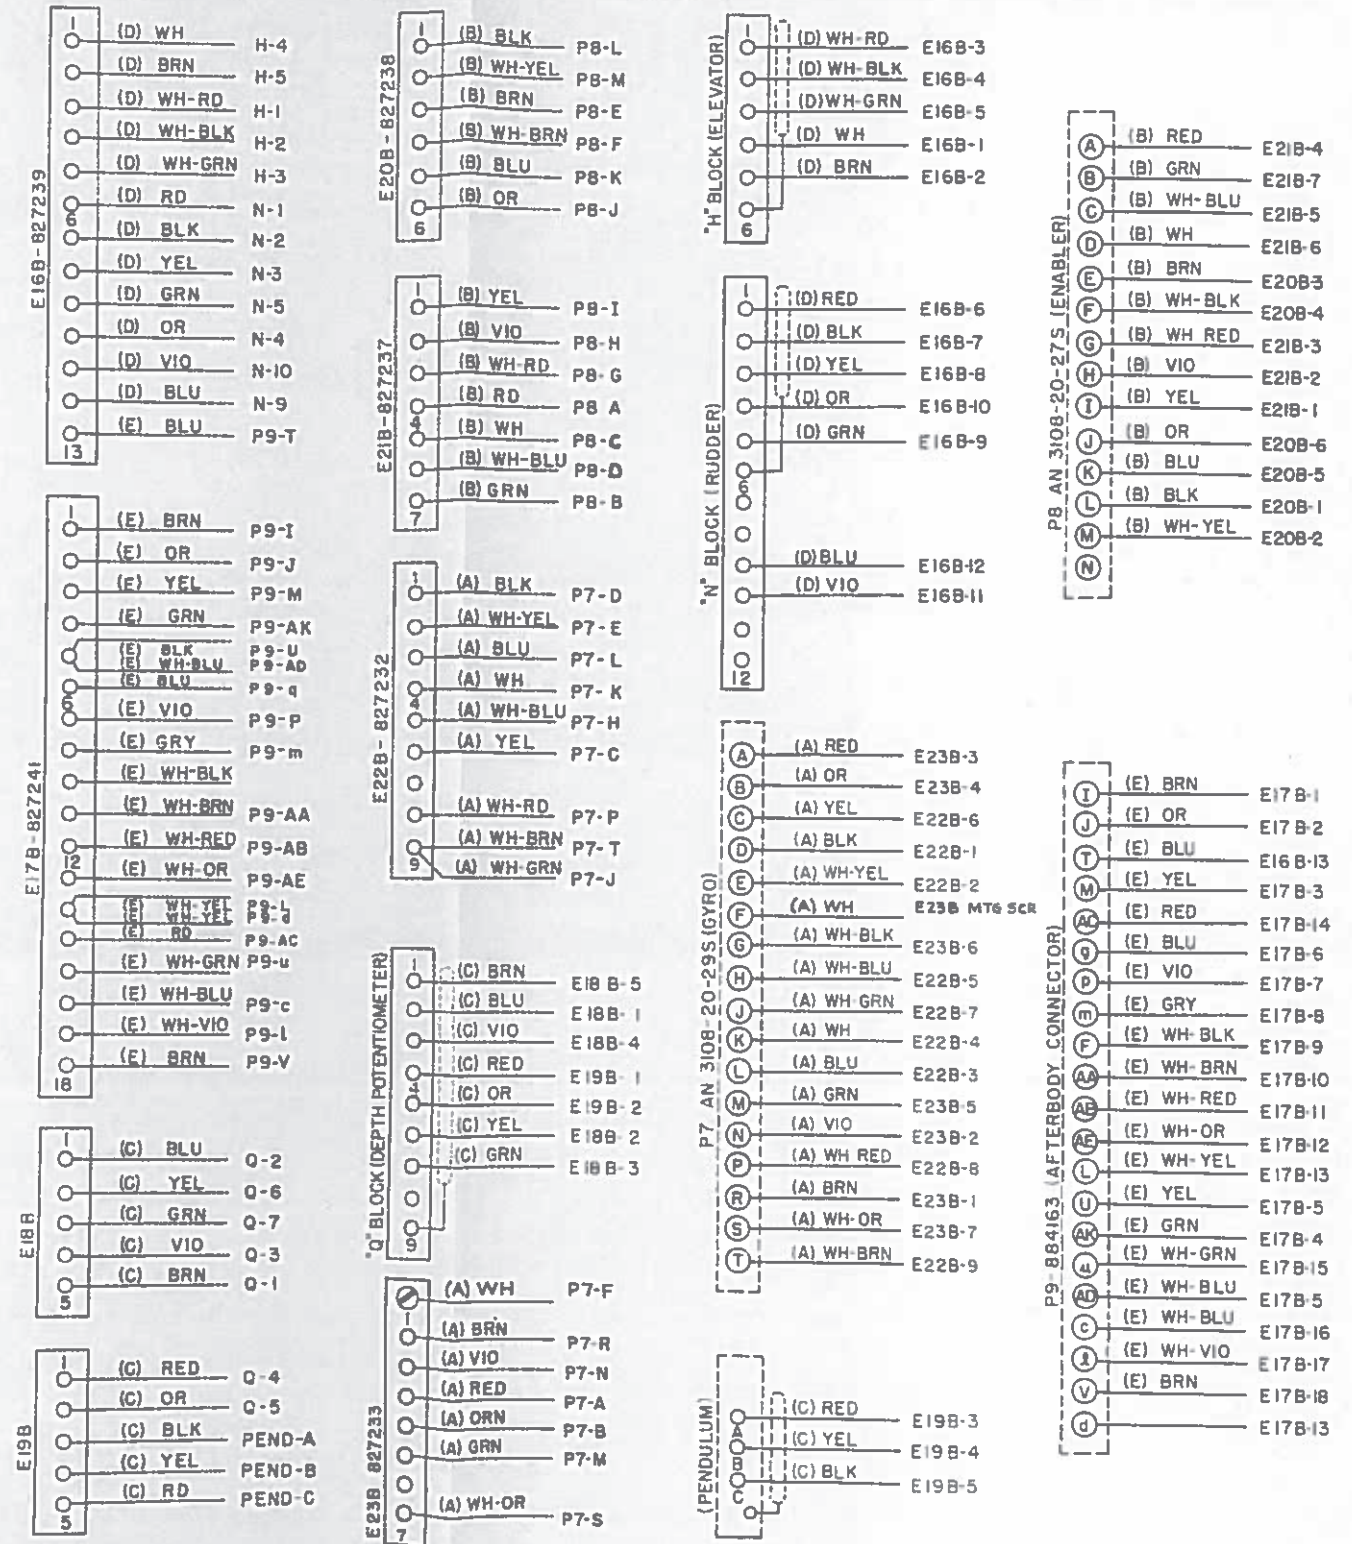 E16B-827239
1
(D) WH H-4
(D) BRN H-5
(D) WH-RD H-1
(D) WH-BLK H-2
(D) WH-GRN H-3
(D) RD N-1
6
(D) BLK N-2
(D) YEL N-3
(D) GRN N-5
(D) OR N-4
(D) VIO N-10
(D) BLU N-9
(E) BLU P9-T
13
E17B-827241
1
(E) BRN P9-I
(E) OR P9-J
(E) YEL P9-M
(E) GRN P9-AK
(E) BLK P9-U
(E) WH-BLU P9-AD
(E) BLU P9-q
6
(E) VIO P9-P
(E) GRY P9-m
(E) WH-BLK
(E) WH-BRN P9-AA
(E) WH-RED P9-AB
12
(E) WH-OR P9-AE
(E) WH-YEL P9-L
(E) WH-YEL P9-d
(E) RD P9-AC
(E) WH-GRN P9-u
(E) WH-BLU P9-c
(E) WH-VIO P9-l
(E) BRN P9-V
18
E18B
1
(C) BLU Q-2
(C) YEL Q-6
(C) GRN Q-7
(C) VIO Q-3
(C) BRN Q-1
5
E19B
1
(C) RED Q-4
(C) OR Q-5
(C) BLK PEND-A
(C) YEL PEND-B
(C) RD PEND-C
5
E20B-827238
1
(B) BLK P8-L
(B) WH-YEL P8-M
(B) BRN P8-E
(B) WH-BRN P8-F
(B) BLU P8-K
(B) OR P8-J
6
E21B-827237
1
(B) YEL P8-I
(B) VIO P8-H
(B) WH-RD P8-G
(B) RD P8 A
4
(B) WH P8-C
(B) WH-BLU P8-D
(B) GRN P8-B
7
E22B-827232
1
(A) BLK P7-D
(A) WH-YEL P7-E
(A) BLU P7-L
(A) WH P7-K
4
(A) WH-BLU P7-H
(A) YEL P7-C
(A) WH-RD P7-P
(A) WH-BRN P7-T
9
(A) WH-GRN P7-J
"Q" BLOCK (DEPTH POTENTIOMETER)
1
(C) BRN E18B-5
(C) BLU E18B-1
(C) VIO E18B-4
(C) RED E19B-1
4
(C) OR E19B-2
(C) YEL E18B-2
(C) GRN E18B-3
9
E23B 827233
(A) WH P7-F
1
(A) BRN P7-R
(A) VIO P7-N
(A) RED P7-A
(A) ORN P7-B
(A) GRN P7-M
(A) WH-OR P7-S
7
"H" BLOCK (ELEVATOR)
1
(D) WH-RD E16B-3
(D) WH-BLK E16B-4
(D) WH-GRN E16B-5
(D) WH E16B-1
(D) BRN E16B-2
6
"N" BLOCK (RUDDER)
1
(D) RED E16B-6
(D) BLK E16B-7
(D) YEL E16B-8
(D) OR E16B-10
(D) GRN E16B-9
6
(D) BLU E16B-12
(D) VIO E16B-11
12
P7 AN 3108-20-29S (GYRO)
A (A) RED E23B-3
B (A) OR E23B-4
C (A) YEL E22B-6
D (A) BLK E22B-1
E (A) WH-YEL E22B-2
F (A) WH E23B MTG SCR
G (A) WH-BLK E23B-6
H (A) WH-BLU E22B-5
J (A) WH GRN E22B-7
K (A) WH E22B-4
L (A) BLU E22B-3
M (A) GRN E23B-5
N (A) VIO E23B-2
P (A) WH RED E22B-8
R (A) BRN E23B-1
S (A) WH-OR E23B-7
T (A) WH-BRN E22B-9
(PENDULUM)
A (C) RED E19B-3
B (C) YEL E19B-4
C (C) BLK E19B-5
P8 AN 3108-20-27S (ENABLER)
A (B) RED E21B-4
B (B) GRN E21B-7
C (B) WH-BLU E21B-5
D (B) WH E21B-6
E (B) BRN E20B-3
F (B) WH-BLK E20B-4
G (B) WH RED E21B-3
H (B) VIO E21B-2
I (B) YEL E21B-1
J (B) OR E20B-6
K (B) BLU E20B-5
L (B) BLK E20B-1
M (B) WH-YEL E20B-2
N
P9-884163 (AFTERBODY CONNECTOR)
I (E) BRN E17B-1
J (E) OR E17B-2
T (E) BLU E16B-13
M (E) YEL E17B-3
AC (E) RED E17B-14
q (E) BLU E17B-6
P (E) VIO E17B-7
m (E) GRY E17B-8
F (E) WH-BLK E17B-9
AA (E) WH-BRN E17B-10
AB (E) WH-RED E17B-11
AE (E) WH-OR E17B-12
L (E) WH-YEL E17B-13
U (E) YEL E17B-5
AK (E) GRN E17B-4
u (E) WH-GRN E17B-15
AD (E) WH-BLU E17B-5
c (E) WH-BLU E17B-16
l (E) WH-VIO E17B-17
V (E) BRN E17B-18
d E17B-13